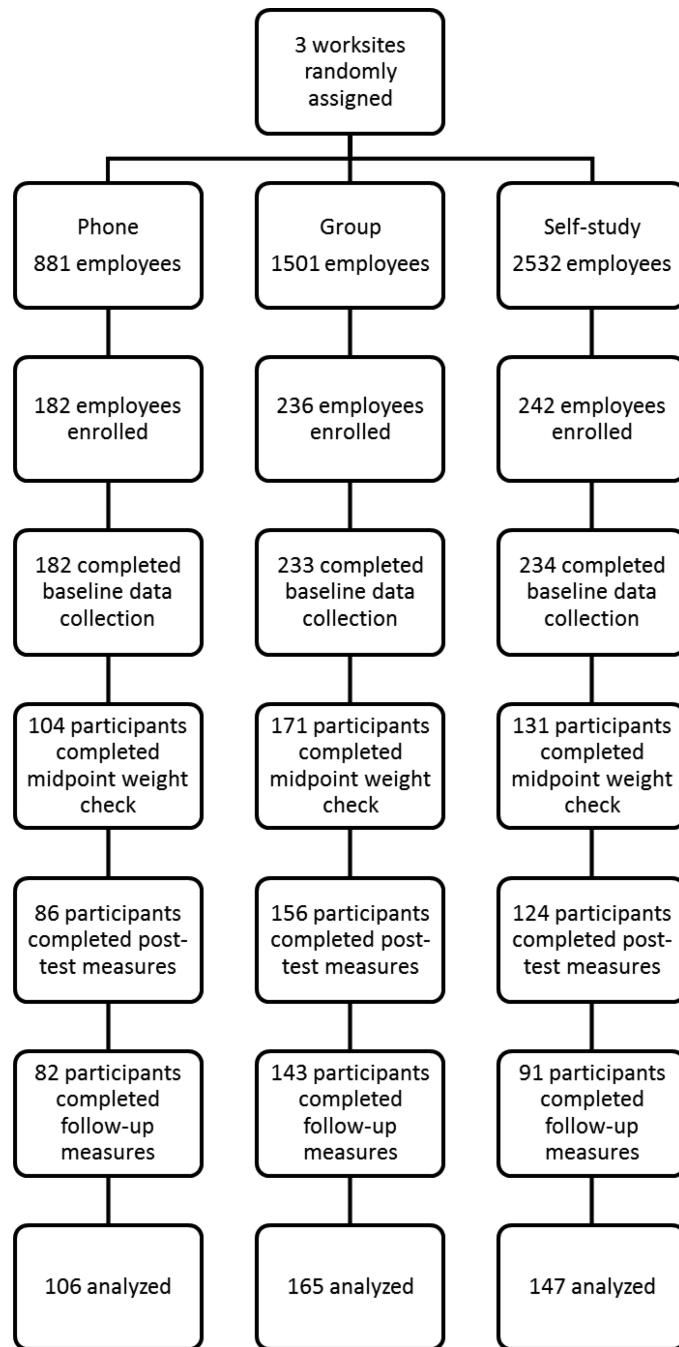 3 worksites
randomly
assigned
Phone
881 employees
Group
1501 employees
Self-study
2532 employees
182 employees
enrolled
236 employees
enrolled
242 employees
enrolled
182 completed
baseline data
collection
233 completed
baseline data
collection
234 completed
baseline data
collection
104 participants
completed
midpoint weight
check
171 participants
completed
midpoint weight
check
131 participants
completed
midpoint weight
check
86 participants
completed post-
test measures
156 participants
completed post-
test measures
124 participants
completed post-
test measures
82 participants
completed
follow-up
measures
143 participants
completed
follow-up
measures
91 participants
completed
follow-up
measures
106 analyzed
165 analyzed
147 analyzed